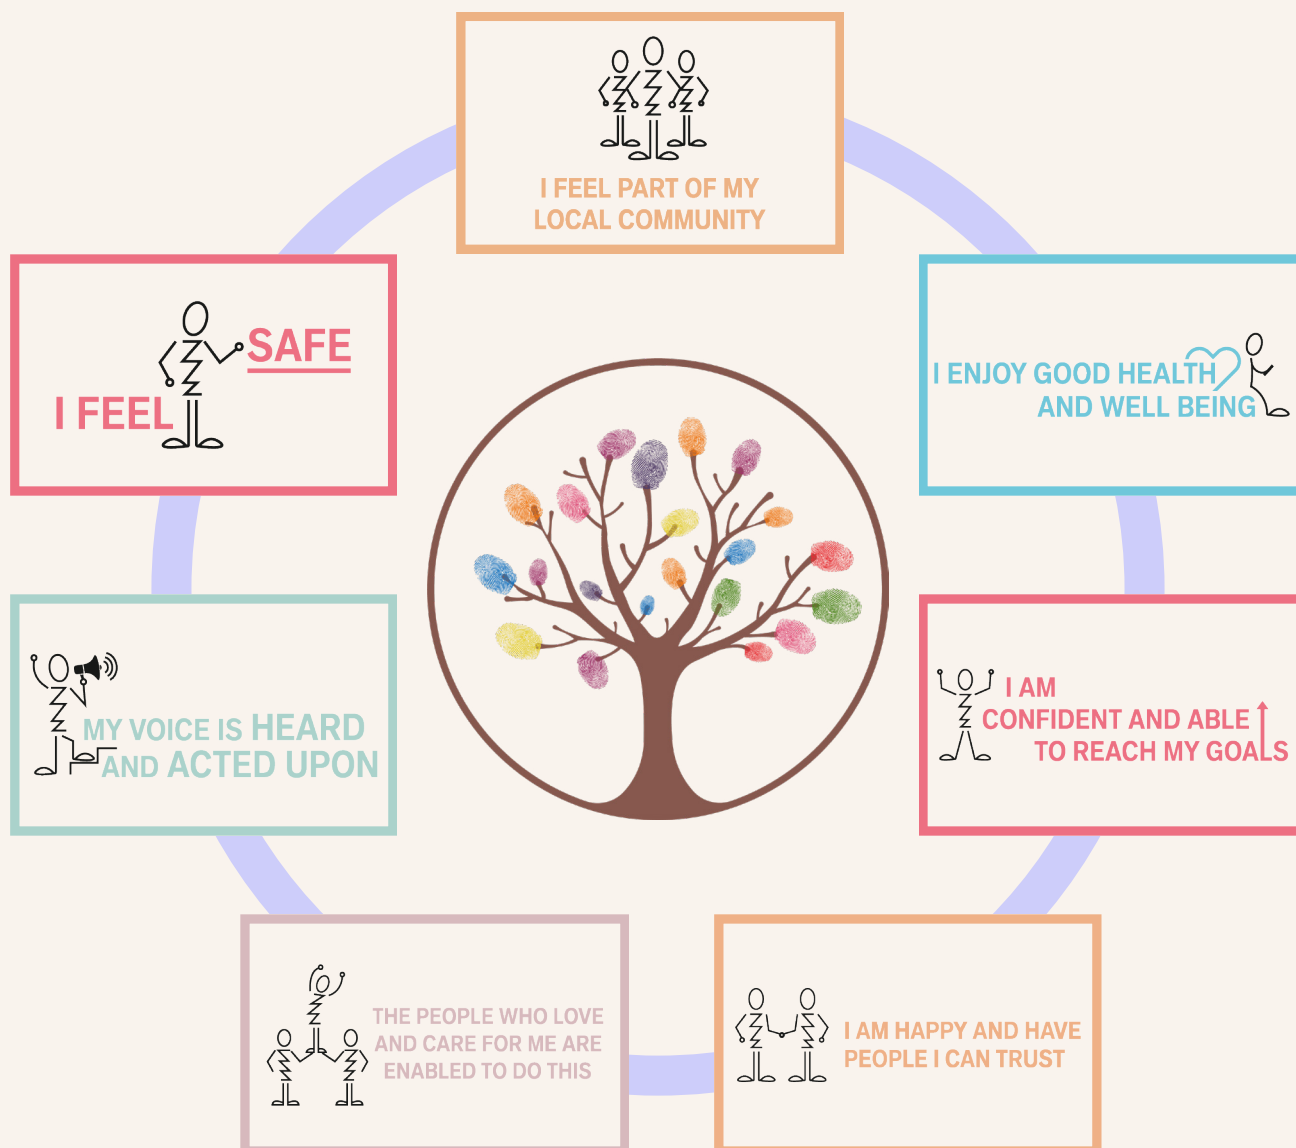 I FEEL PART OF MY
LOCAL COMMUNITY
I ENJOY GOOD HEALTH
AND WELL BEING
I AM
CONFIDENT AND ABLE
TO REACH MY GOALS
I AM HAPPY AND HAVE
PEOPLE I CAN TRUST
THE PEOPLE WHO LOVE
AND CARE FOR ME ARE
ENABLED TO DO THIS
MY VOICE IS HEARD
AND ACTED UPON
SAFE
I FEEL